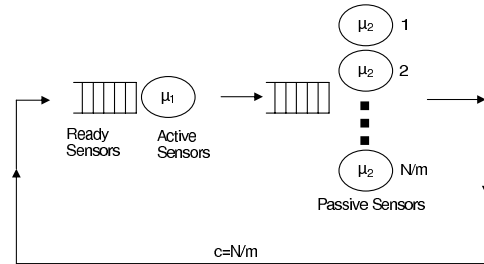 μ2 1
μ1
μ2 2
Ready
Sensors
Active
Sensors
μ2 N/m
Passive Sensors
c=N/m